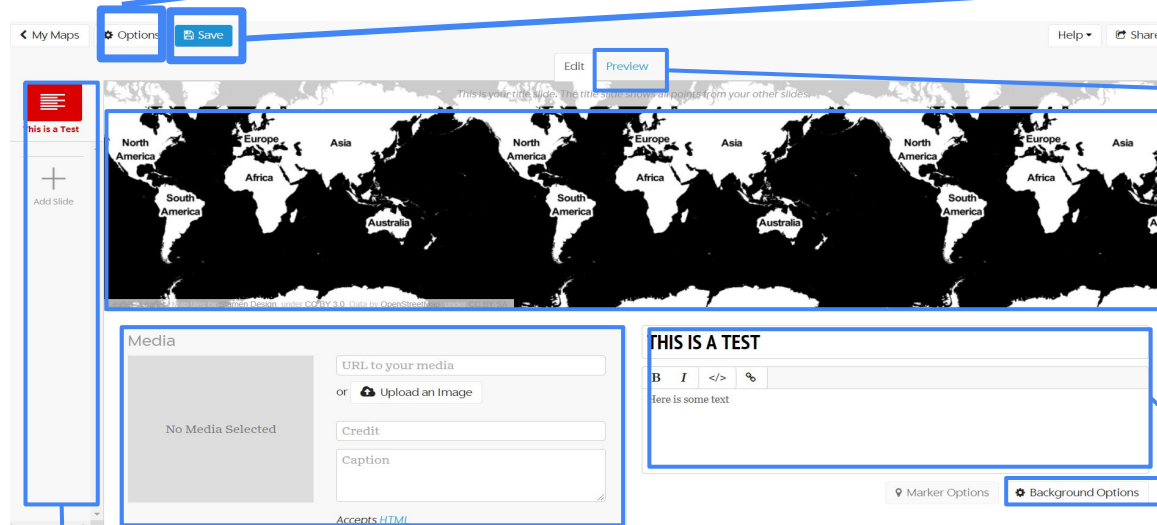 My Maps
Options
Save
Help
Share
Edit
Preview
This is your title slide. The title slide shows all points from your other slides.
This is a Test
Add Slide
North America
Europe
Asia
Africa
South America
Australia
North America
Europe
Asia
Africa
South America
Australia
North America
Europe
Asia
Africa
South America
Stamen Design, under CC BY 3.0. Data by OpenStreetMap
CC BY SA
Media
No Media Selected
URL to your media
or Upload an Image
Credit
Caption
Accepts HTML
THIS IS A TEST
B I </>
Here is some text
Marker Options
Background Options